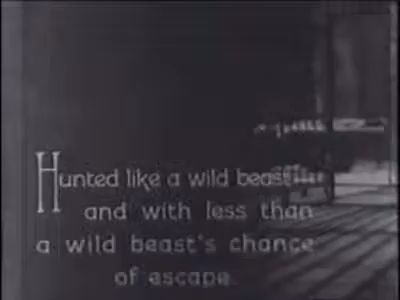 Hunted like a wild beast
and with less than
a wild beast's chance
of escape.